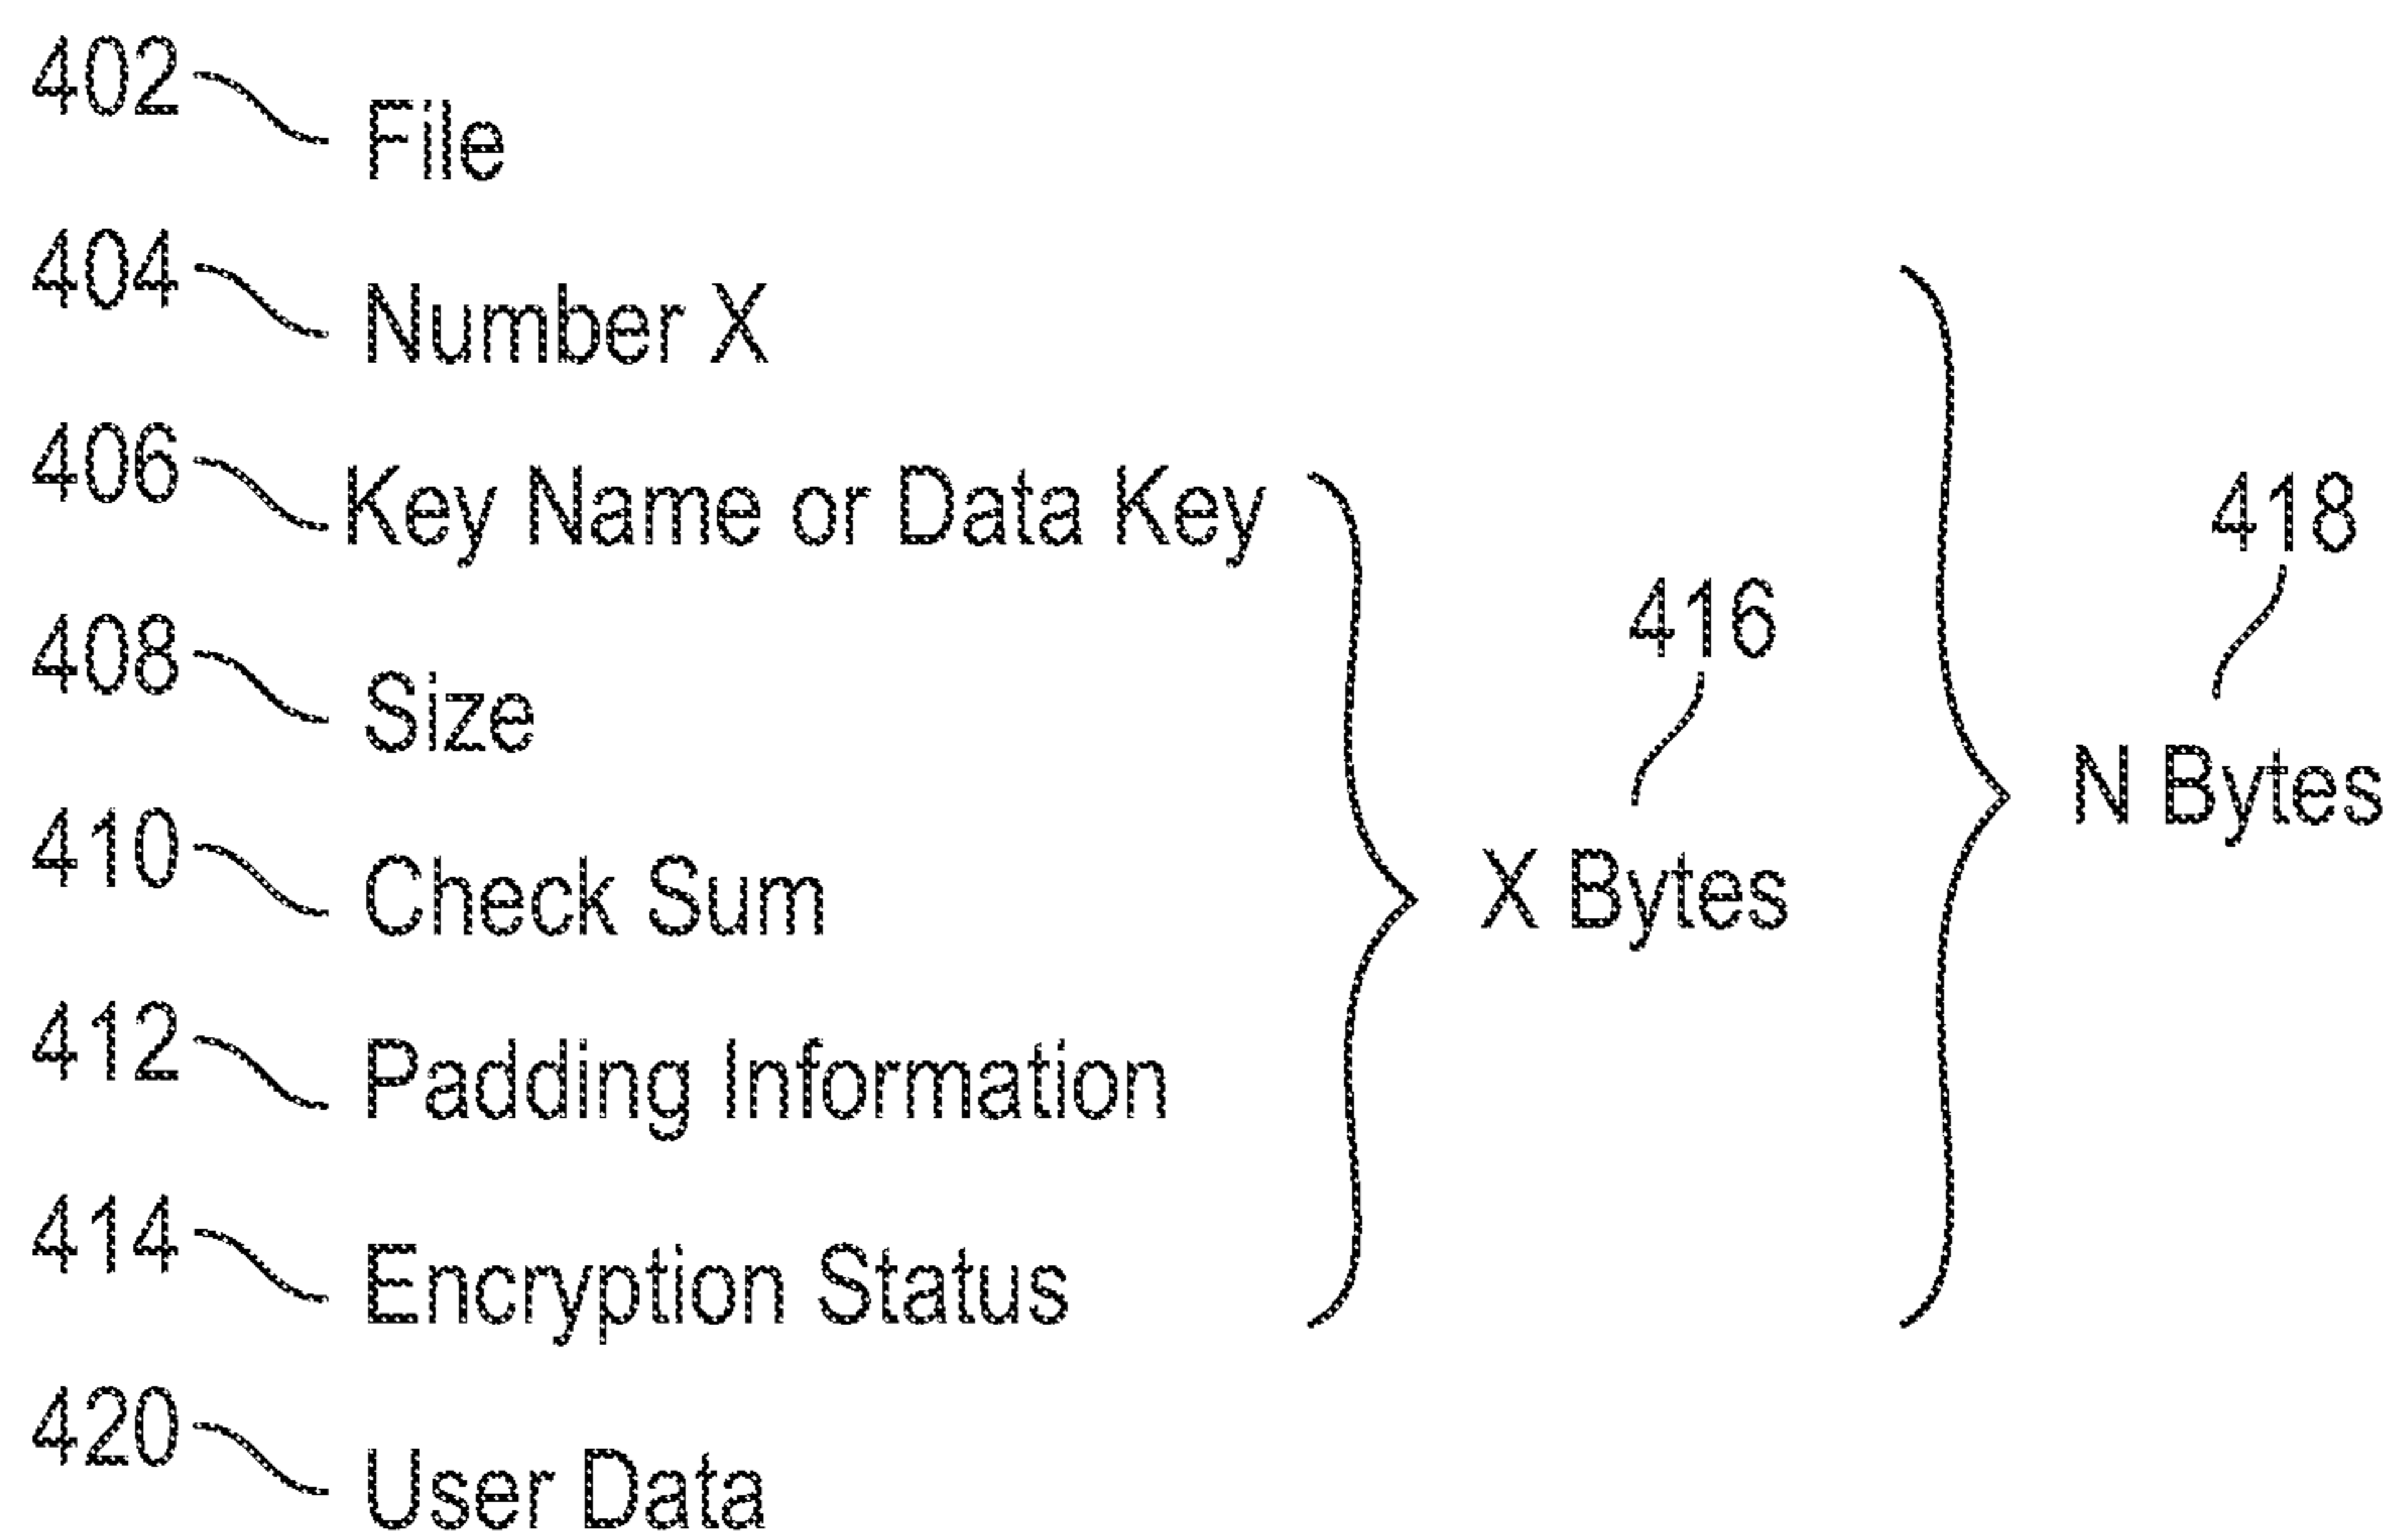 402 File
404 Number X
406 Key Name or Data Key
418
408 Size
416
N Bytes
410 Check Sum
X Bytes
412 Padding Information
414 Encryption Status
420 User Data